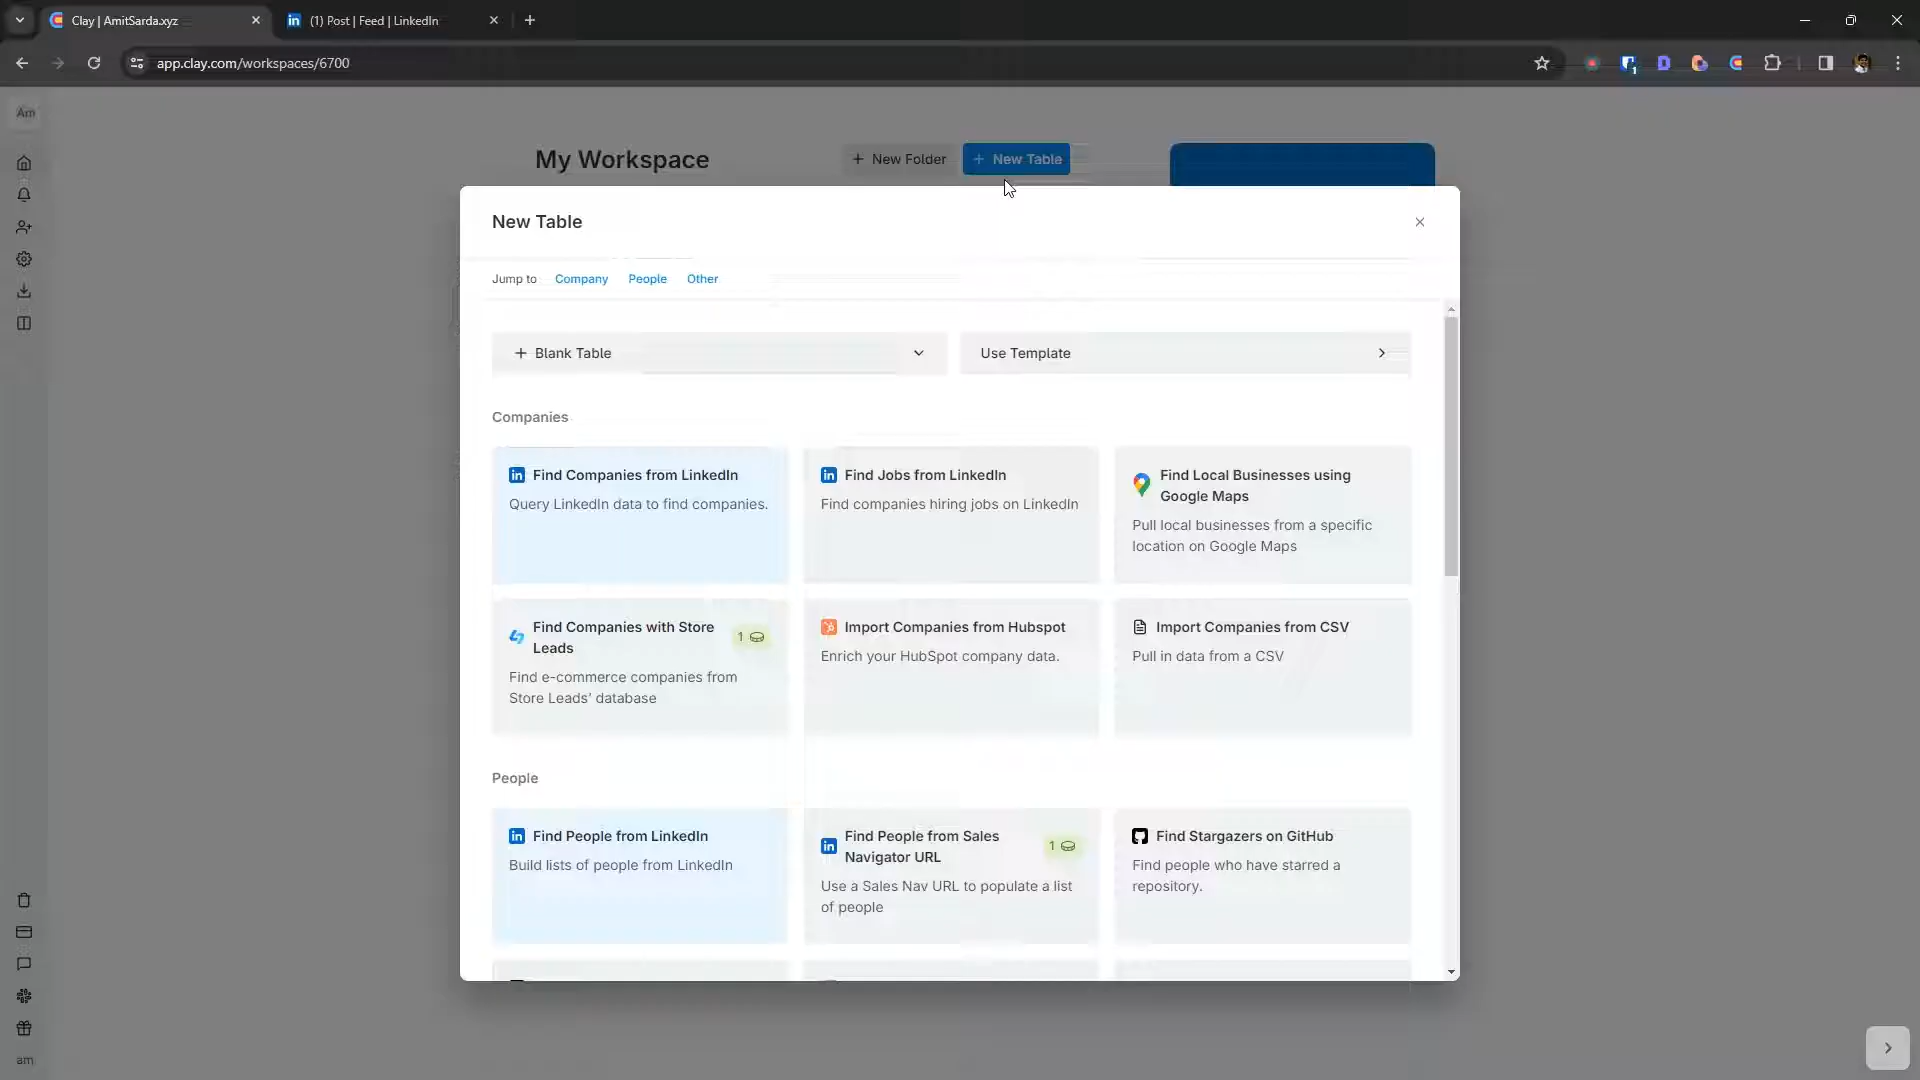 Clay | AmitSarda.xyz
(1) Post | Feed | LinkedIn
app.clay.com/workspaces/6700
1
Am
My Workspace
New Folder
New Table
New Table
Jump to Company People Other
Blank Table
Use Template
Companies
Find Companies from LinkedIn
Query LinkedIn data to find companies.
Find Jobs from LinkedIn
Find companies hiring jobs on LinkedIn
Find Local Businesses using
Google Maps
Pull local businesses from a specific
location on Google Maps
Find Companies with Store
Leads
1
Find e-commerce companies from
Store Leads' database
Import Companies from Hubspot
Enrich your HubSpot company data.
Import Companies from CSV
Pull in data from a CSV
People
Find People from LinkedIn
Build lists of people from LinkedIn
Find People from Sales
Navigator URL
1
Use a Sales Nav URL to populate a list
of people
Find Stargazers on GitHub
Find people who have starred a
repository.
am